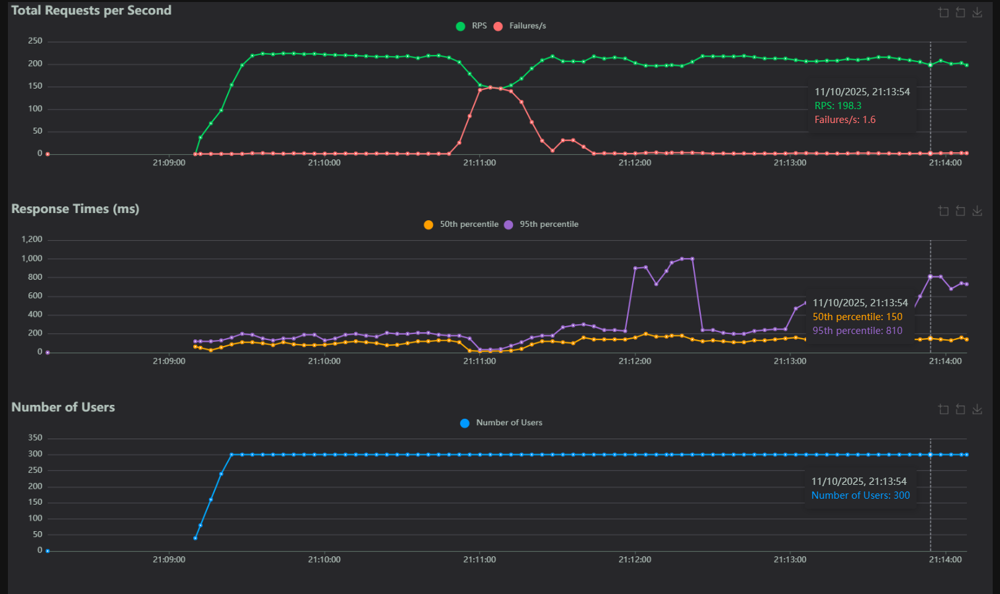 Total Requests per Second
RPS Failures/s
250
200
150
100
50
0
11/10/2025, 21:13:54
RPS: 198.3
Failures/s: 1.6
21:09:00 21:10:00 21:11:00 21:12:00 21:13:00 21:14:00
Response Times (ms)
50th percentile 95th percentile
1,200
1,000
800
600
400
200
0
11/10/2025, 21:13:54
50th percentile: 150
95th percentile: 810
21:09:00 21:10:00 21:11:00 21:12:00 21:13:00 21:14:00
Number of Users
Number of Users
350
300
250
200
150
100
50
0
11/10/2025, 21:13:54
Number of Users: 300
21:09:00 21:10:00 21:11:00 21:12:00 21:13:00 21:14:00